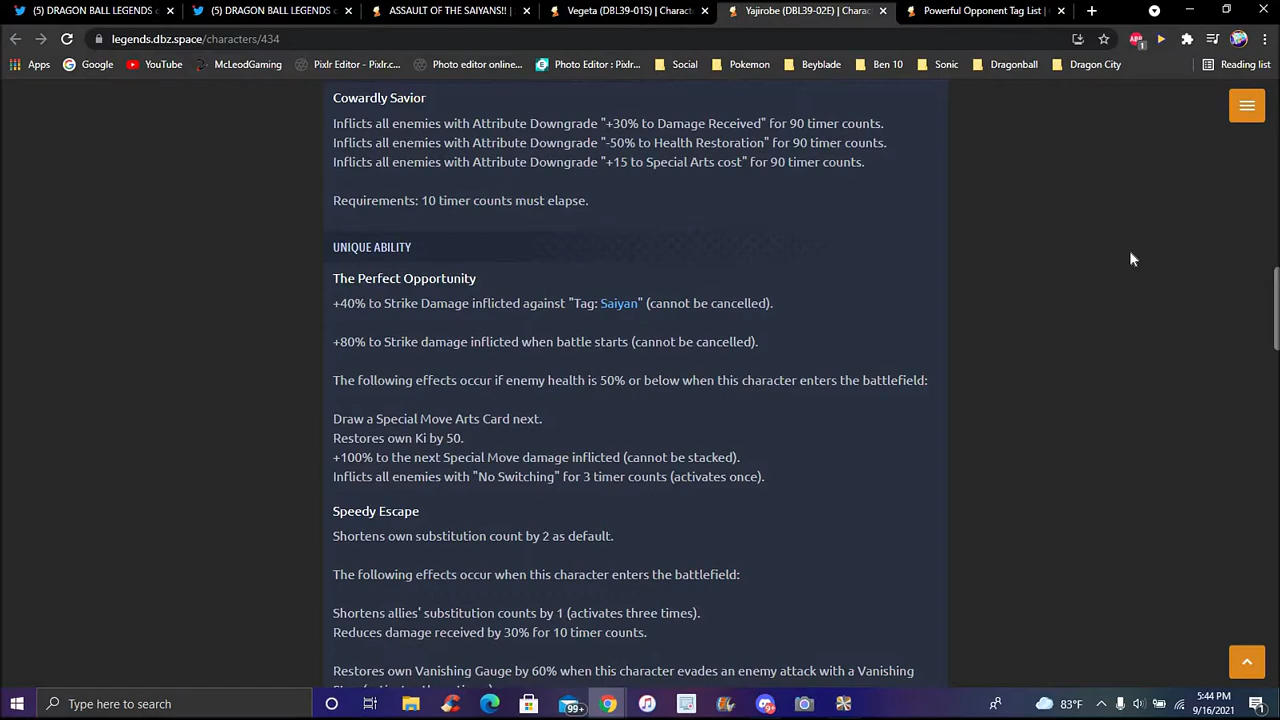 (5) DRAGON BALL LEGENDS
(5) DRAGON BALL LEGENDS
ASSAULT OF THE SAIYANS!!
Vegeta (DBL39-01S) | Charact
Yajirobe (DBL39-02E) | Charac
Powerful Opponent Tag List |
legends.dbz.space/characters/434
1
Apps
Google
YouTube
McLeodGaming
Pixlr Editor - Pixlr.c...
Photo editor online...
Photo Editor : Pixlr...
Social
Pokemon
Beyblade
Ben 10
Sonic
Dragonball
Dragon City
Reading list
Cowardly Savior
Inflicts all enemies with Attribute Downgrade "+30% to Damage Received" for 90 timer counts.
Inflicts all enemies with Attribute Downgrade "-50% to Health Restoration" for 90 timer counts.
Inflicts all enemies with Attribute Downgrade "+15 to Special Arts cost" for 90 timer counts.
Requirements: 10 timer counts must elapse.
UNIQUE ABILITY
The Perfect Opportunity
+40% to Strike Damage inflicted against "Tag: Saiyan" (cannot be cancelled).
+80% to Strike damage inflicted when battle starts (cannot be cancelled).
The following effects occur if enemy health is 50% or below when this character enters the battlefield:
Draw a Special Move Arts Card next.
Restores own Ki by 50.
+100% to the next Special Move damage inflicted (cannot be stacked).
Inflicts all enemies with "No Switching" for 3 timer counts (activates once).
Speedy Escape
Shortens own substitution count by 2 as default.
The following effects occur when this character enters the battlefield:
Shortens allies' substitution counts by 1 (activates three times).
Reduces damage received by 30% for 10 timer counts.
Restores own Vanishing Gauge by 60% when this character evades an enemy attack with a Vanishing
Type here to search
99+
83°F
5:44 PM
9/16/2021